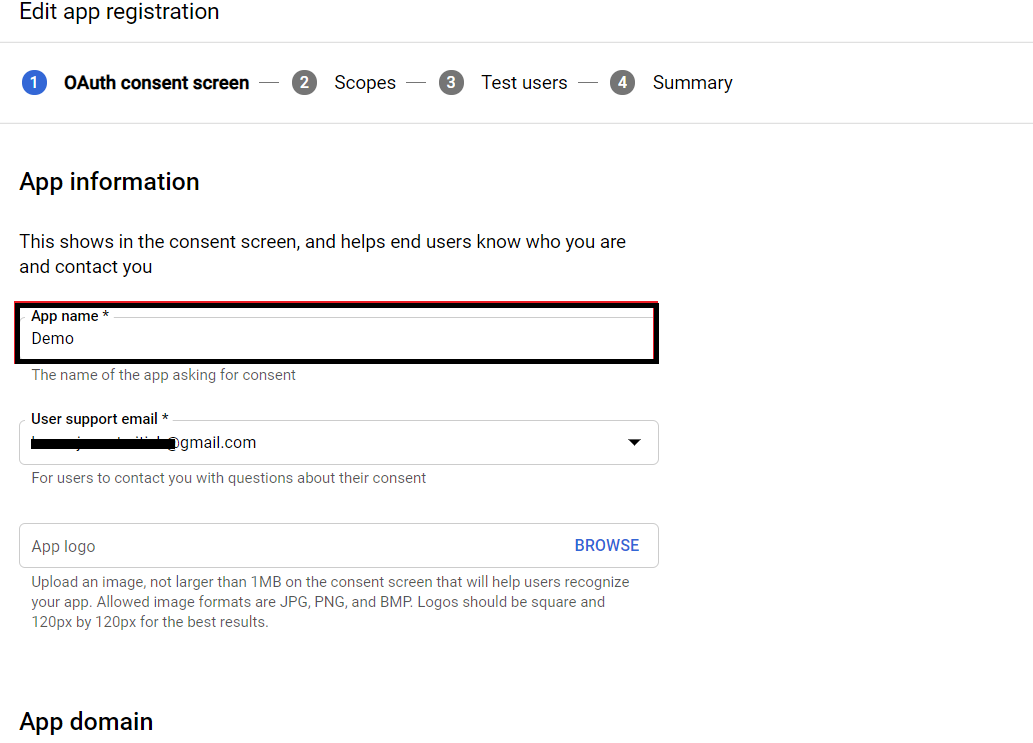 Edit app registration
1 OAuth consent screen 2 Scopes 3 Test users 4 Summary
App information
This shows in the consent screen, and helps end users know who you are
and contact you
App name *
Demo
The name of the app asking for consent
User support email *
@gmail.com
For users to contact you with questions about their consent
App logo BROWSE
Upload an image, not larger than 1MB on the consent screen that will help users recognize
your app. Allowed image formats are JPG, PNG, and BMP. Logos should be square and
120px by 120px for the best results.
App domain